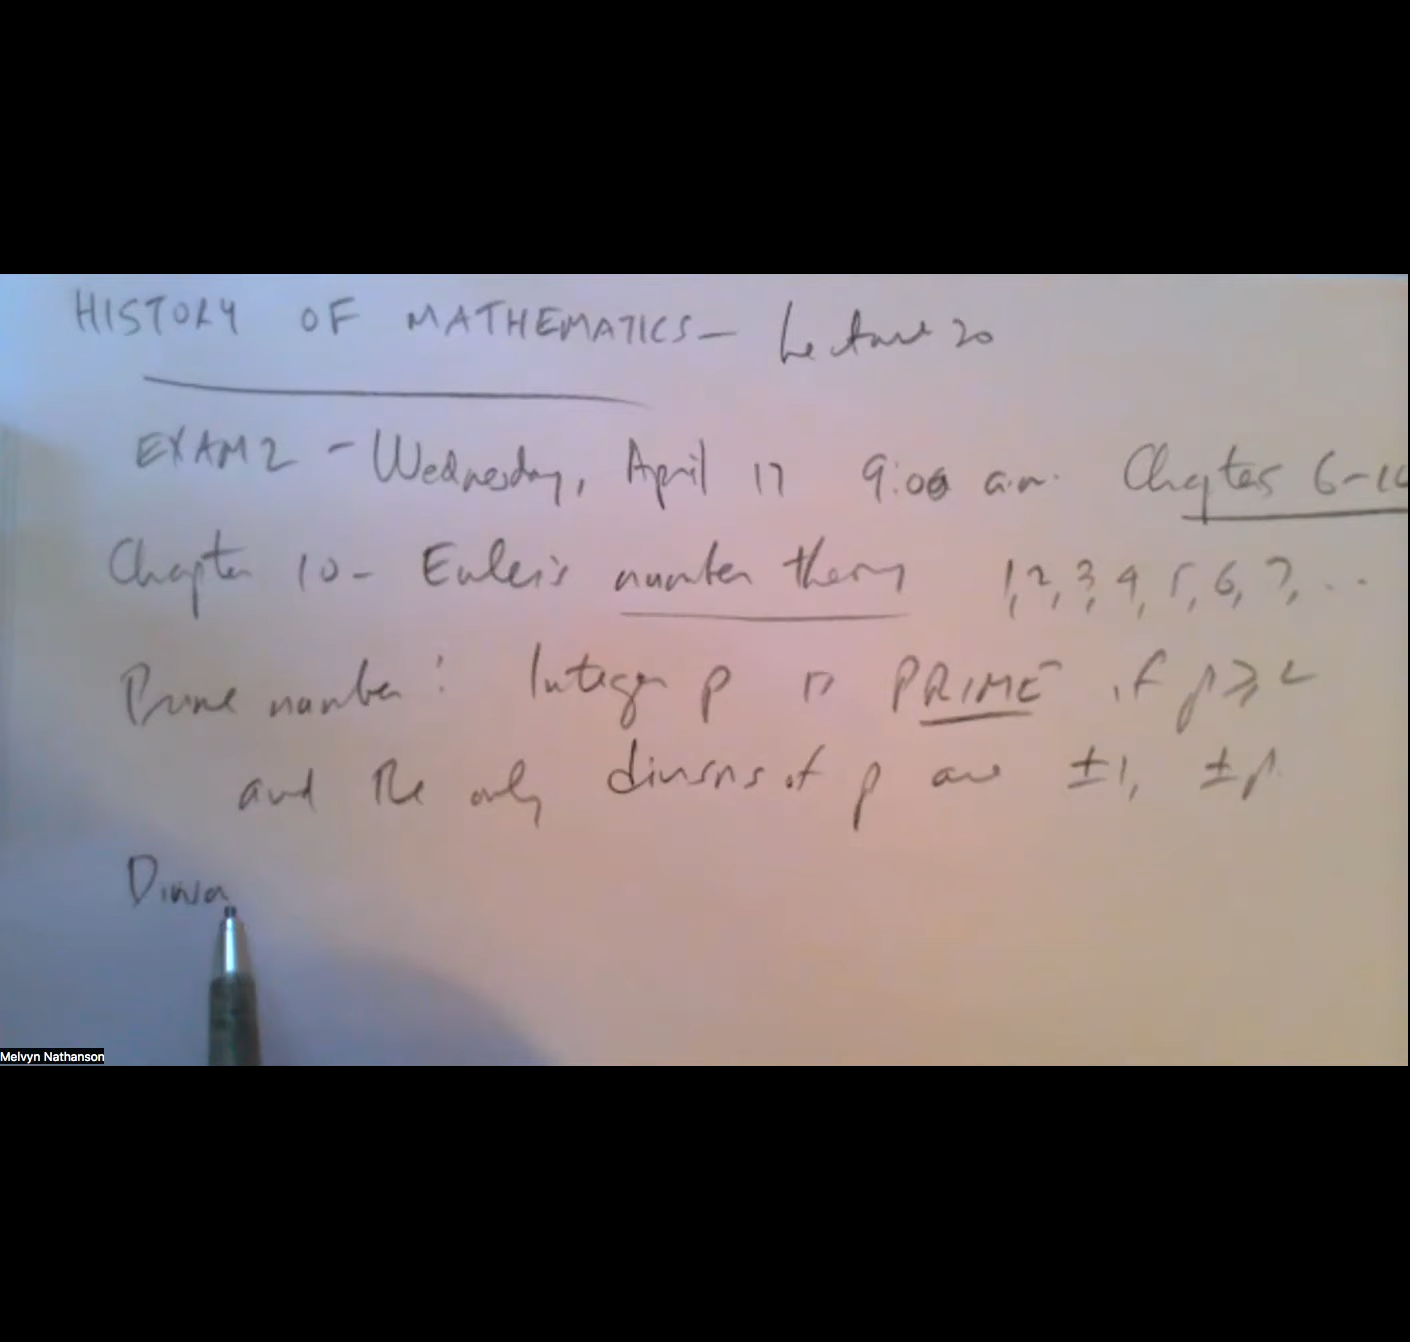 HISTORY OF MATHEMATICS — Lecture 20
EXAM 2 - Wednesday, April 17 9:00 a.m. Chapters 6-10
Chapter 10 - Euler's number theory 1, 2, 3, 4, 5, 6, 7, ...
Prime number: Integer p is PRIME if p ≥ 2
and the only divisors of p are ±1, ±p.
Melvyn Nathanson